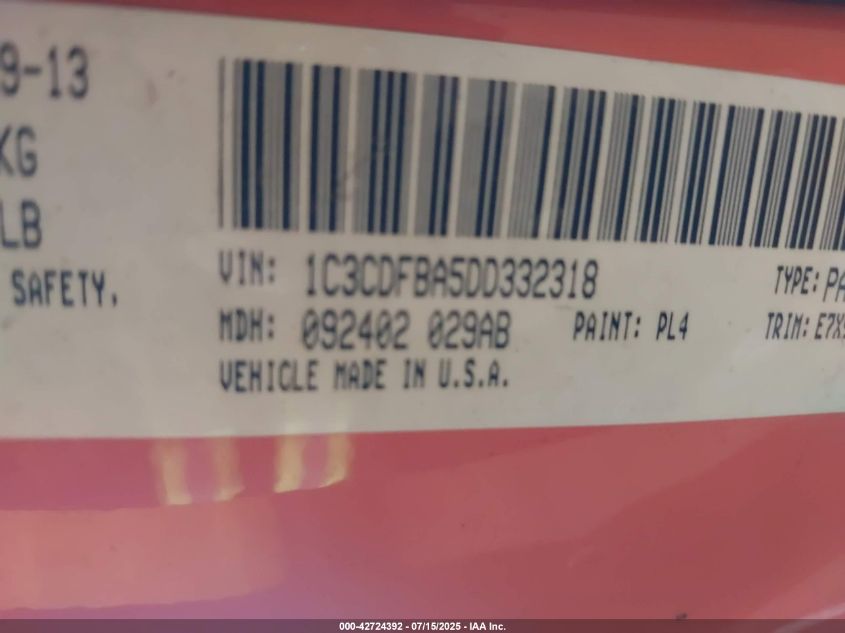 9-13
KG
LB
SAFETY.
VIN: 1C3CDFBA5DD332318
TYPE: PA
MDH: 092402 029AB
PAINT: PL4
TRIM: E7X9
VEHICLE MADE IN U.S.A.
000-42724392 - 07/15/2025 - IAA Inc.